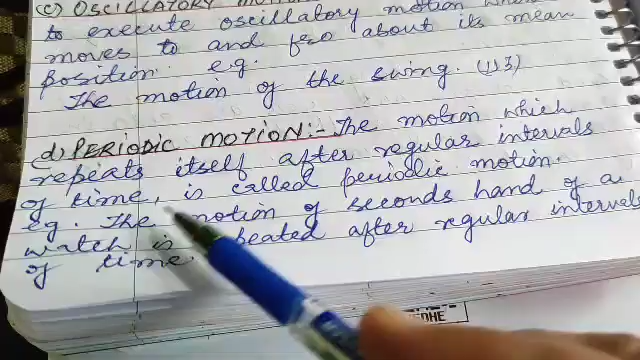 (c) OSCILLATORY
to execute oscillatory motion
moves to and fro about its mean
position. e.g.
The motion of the swing. (113)
d) PERIODIC MOTION:- The motion which
repeats itself after regular intervals
of time, is called periodic motion.
eg. The motion of seconds hand of a
watch is repeated after regular intervals
of time.